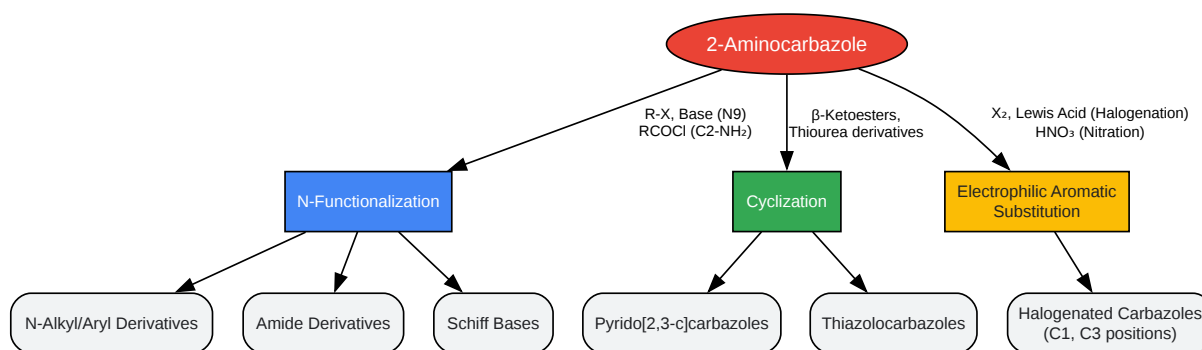 2-Aminocarbazole
R-X, Base (N9)
RCOCl (C2-NH₂)
β-Ketoesters,
Thiourea derivatives
X₂, Lewis Acid (Halogenation)
HNO₃ (Nitration)
N-Functionalization
Cyclization
Electrophilic Aromatic
Substitution
N-Alkyl/Aryl Derivatives
Amide Derivatives
Schiff Bases
Pyrido[2,3-c]carbazoles
Thiazolocarbazoles
Halogenated Carbazoles
(C1, C3 positions)